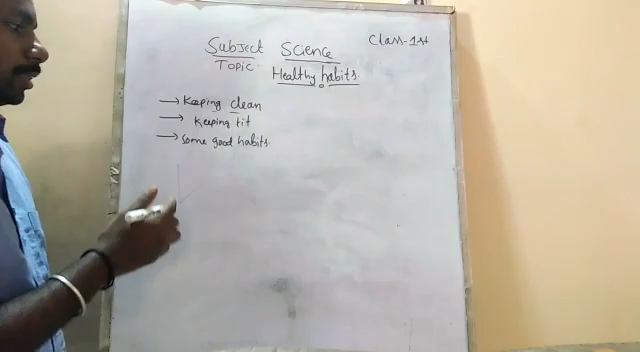 Class-1st
Subject Science
Topic Healthy habits
→ Keeping clean
→ Keeping fit
→ Some good habits.